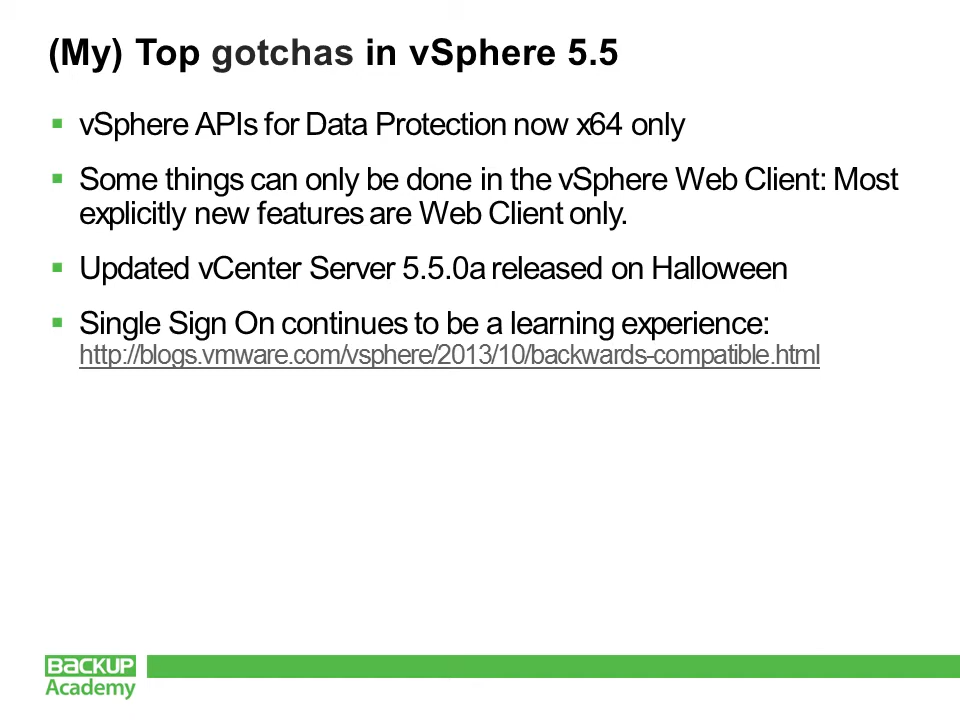 (My) Top gotchas in vSphere 5.5
vSphere APIs for Data Protection now x64 only
Some things can only be done in the vSphere Web Client: Most
explicitly new features are Web Client only.
Updated vCenter Server 5.5.0a released on Halloween
Single Sign On continues to be a learning experience:
http://blogs.vmware.com/vsphere/2013/10/backwards-compatible.html
BACKUP
Academy